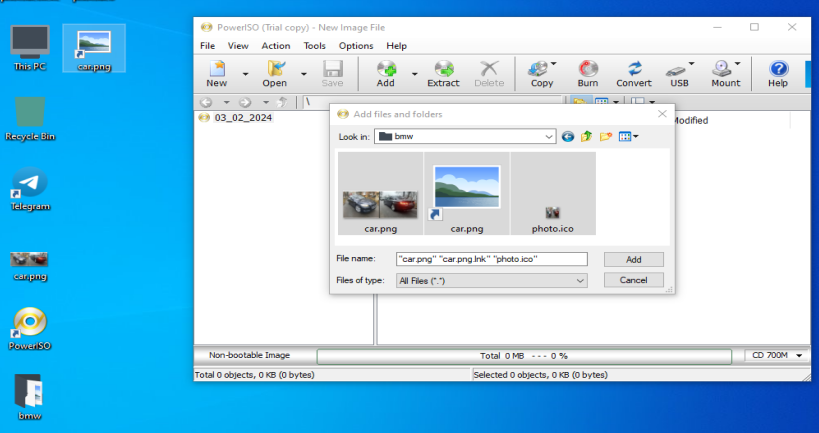 This PC
car.png
Recycle Bin
Telegram
car.png
PowerISO
bmw
PowerISO (Trial copy) - New Image File
File View Action Tools Options Help
New Open Save Add Extract Delete Copy Burn Convert USB Mount Help
\
03_02_2024
Modified
Add files and folders
Look in: bmw
car.png car.png photo.ico
File name: "car.png" "car.png.lnk" "photo.ico" Add
Files of type: All Files (*.*) Cancel
Non-bootable Image Total 0 MB --- 0 % CD 700M
Total 0 objects, 0 KB (0 bytes) Selected 0 objects, 0 KB (0 bytes)